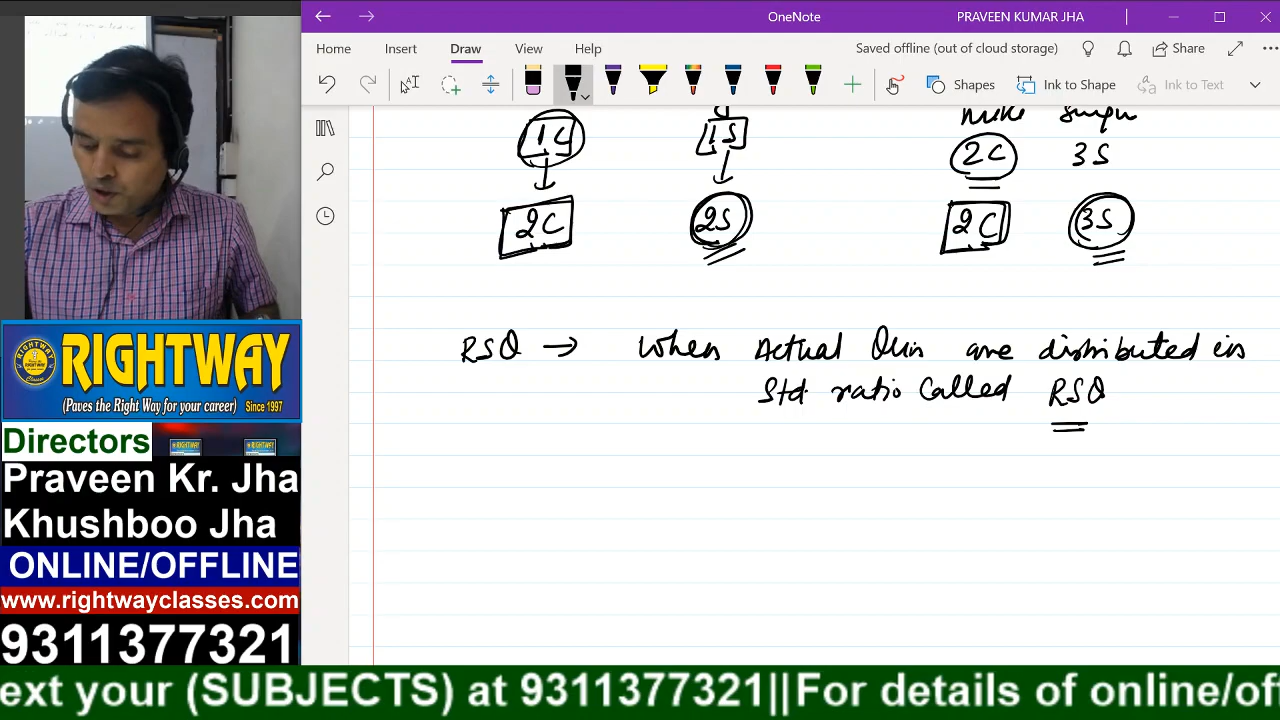 OneNote
PRAVEEN KUMAR JHA
Home Insert Draw View Help
Saved offline (out of cloud storage)
Share
Shapes
Ink to Shape
Ink to Text
1C 1S
2C 3S
2C 2S 2C 3S
RSQ → When Actual are distributed in
Std. ratio Called RSQ
RIGHTWAY
(Paves the Right Way for your career) Since 1997
Directors
Praveen Kr. Jha
Khushboo Jha
ONLINE/OFFLINE
www.rightwayclasses.com
9311377321
ext your (SUBJECTS) at 9311377321||For details of online/of